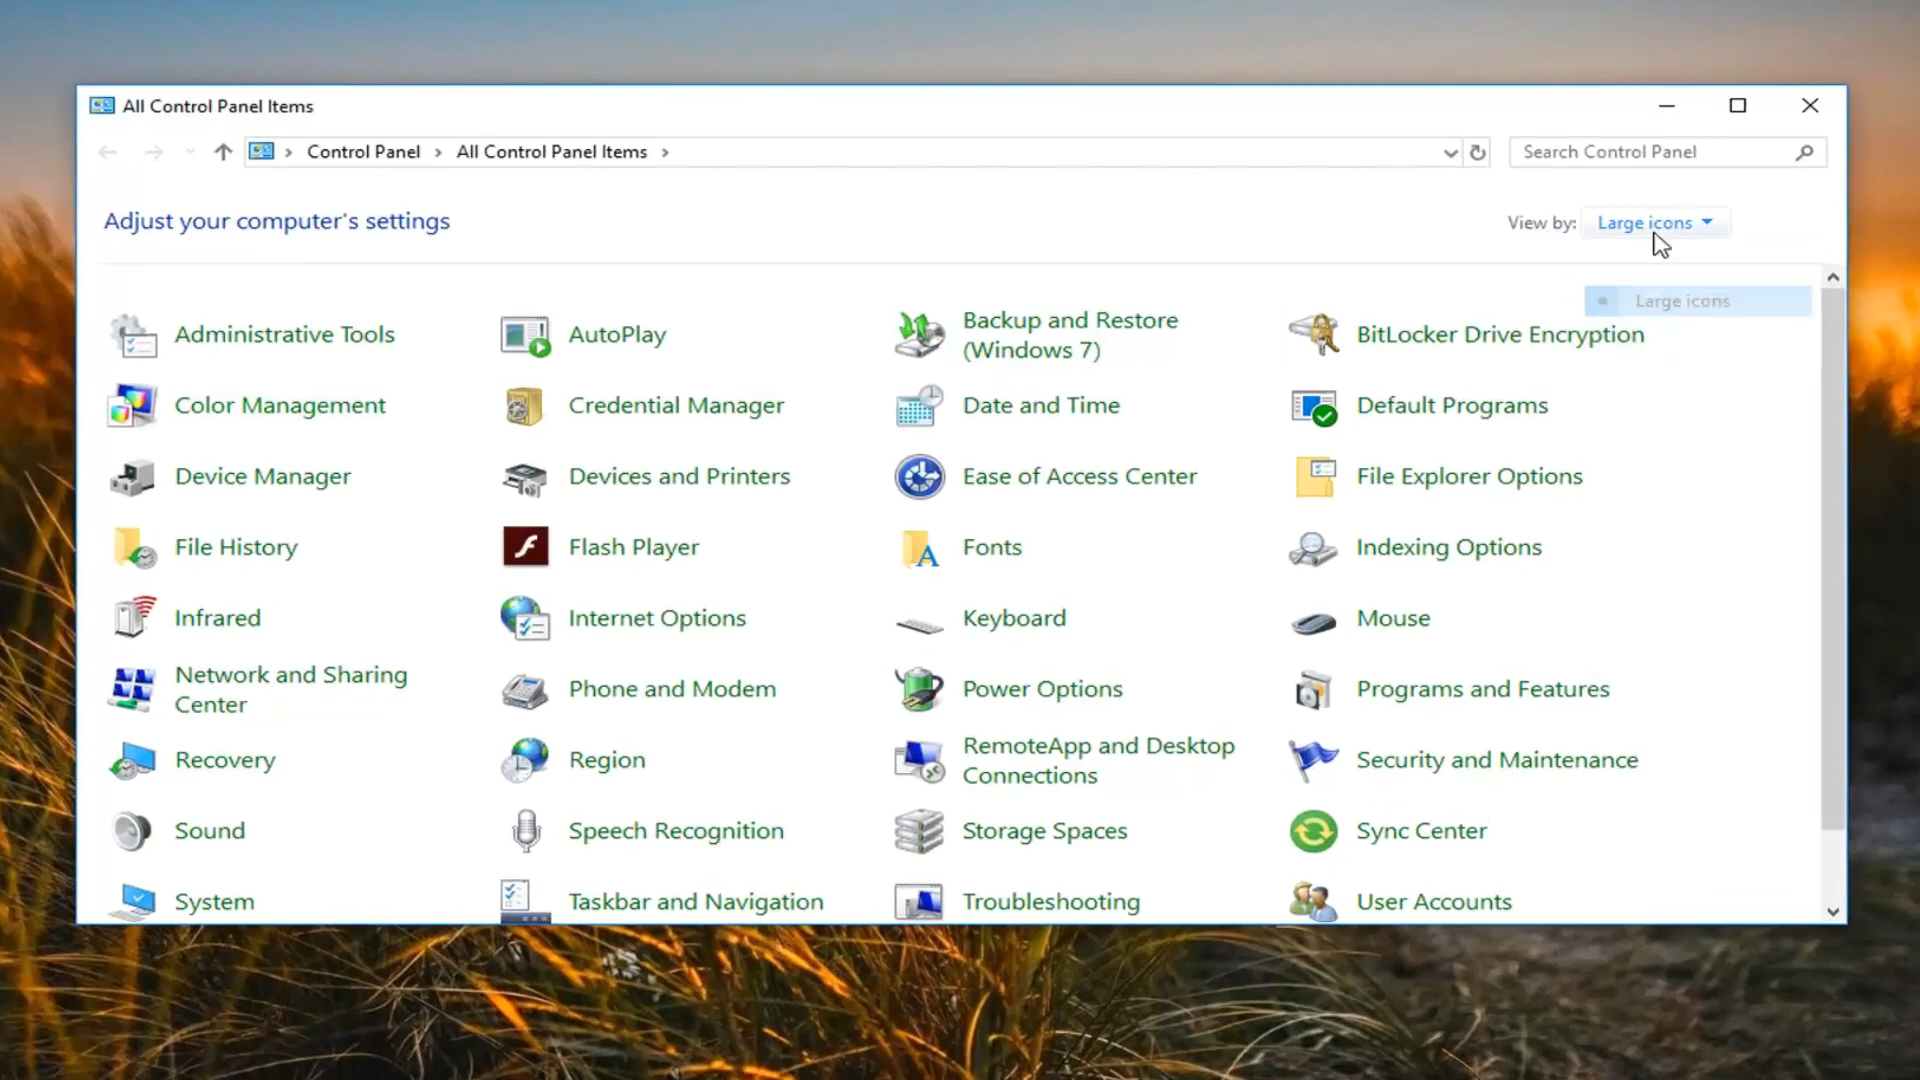 All Control Panel Items
Control Panel All Control Panel Items
Search Control Panel
Adjust your computer's settings
View by: Large icons
Large icons
Administrative Tools
AutoPlay
Backup and Restore
(Windows 7)
BitLocker Drive Encryption
Color Management
Credential Manager
Date and Time
Default Programs
Device Manager
Devices and Printers
Ease of Access Center
File Explorer Options
File History
Flash Player
Fonts
Indexing Options
Infrared
Internet Options
Keyboard
Mouse
Network and Sharing
Center
Phone and Modem
Power Options
Programs and Features
Recovery
Region
RemoteApp and Desktop
Connections
Security and Maintenance
Sound
Speech Recognition
Storage Spaces
Sync Center
System
Taskbar and Navigation
Troubleshooting
User Accounts